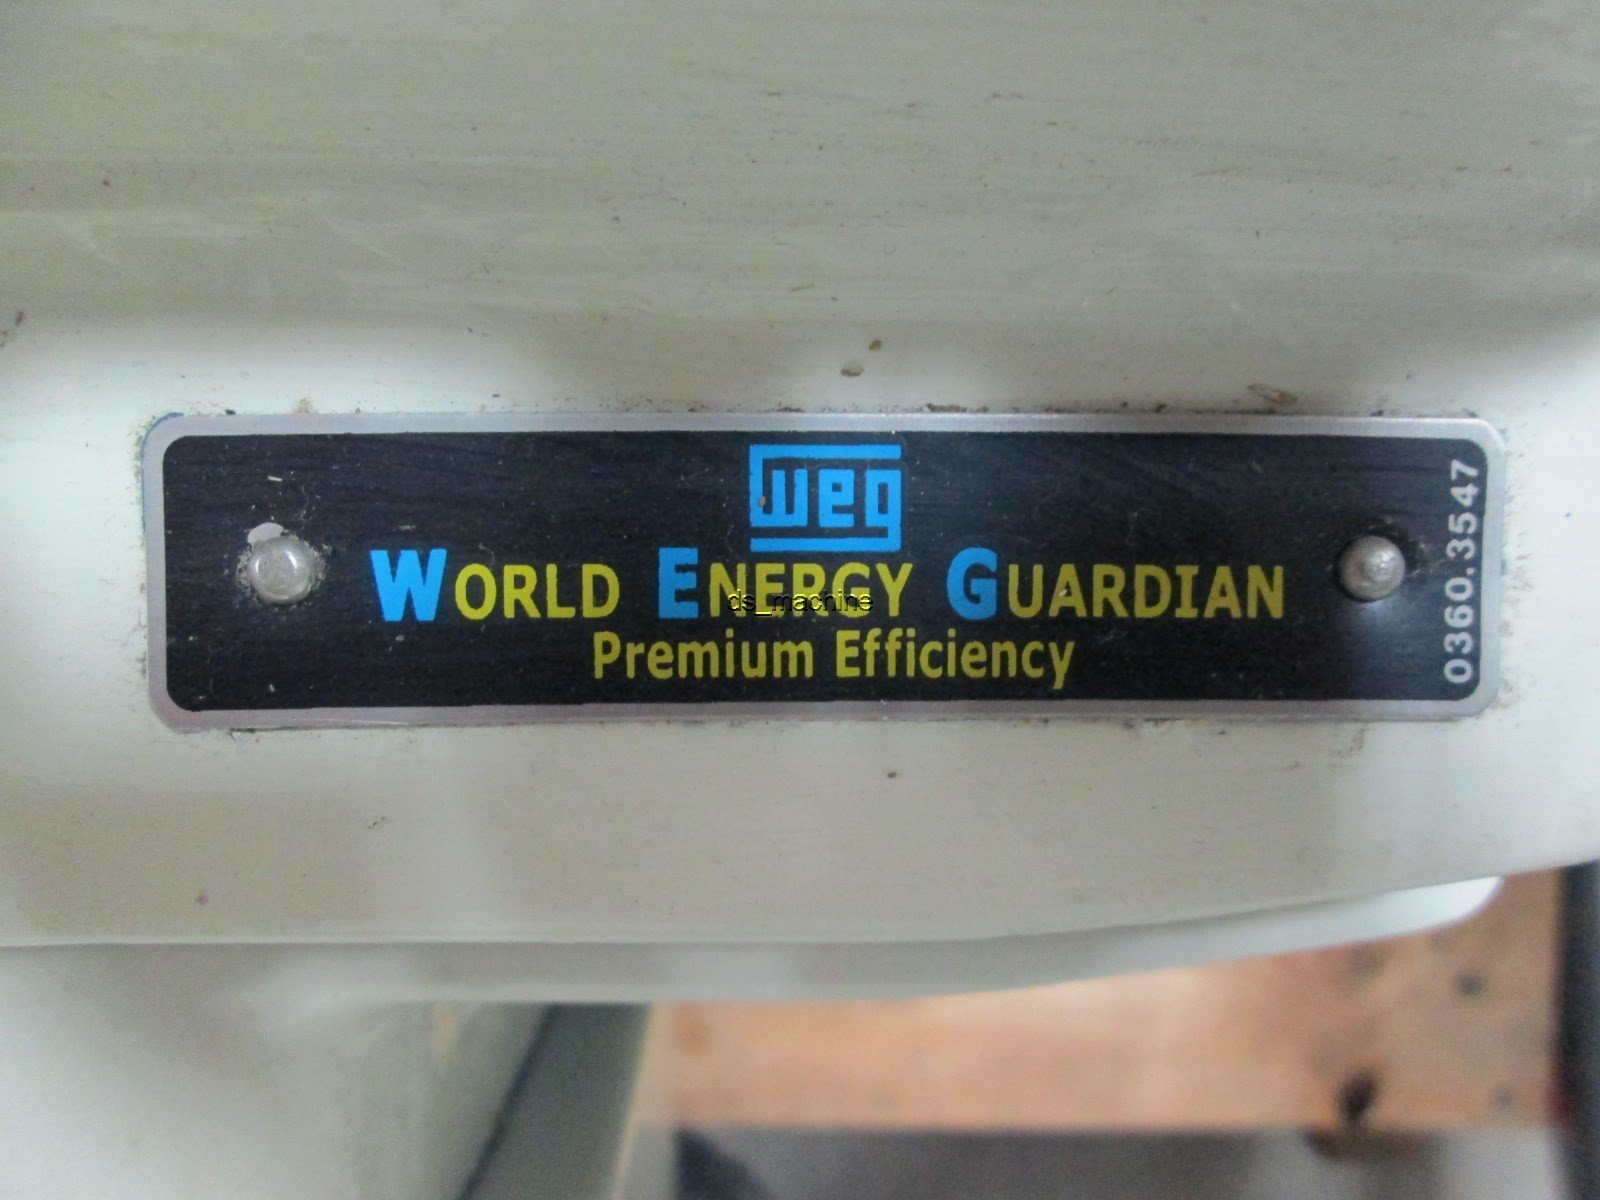 weg
WORLD ENERGY GUARDIAN
ds_machine
Premium Efficiency
0360.3547